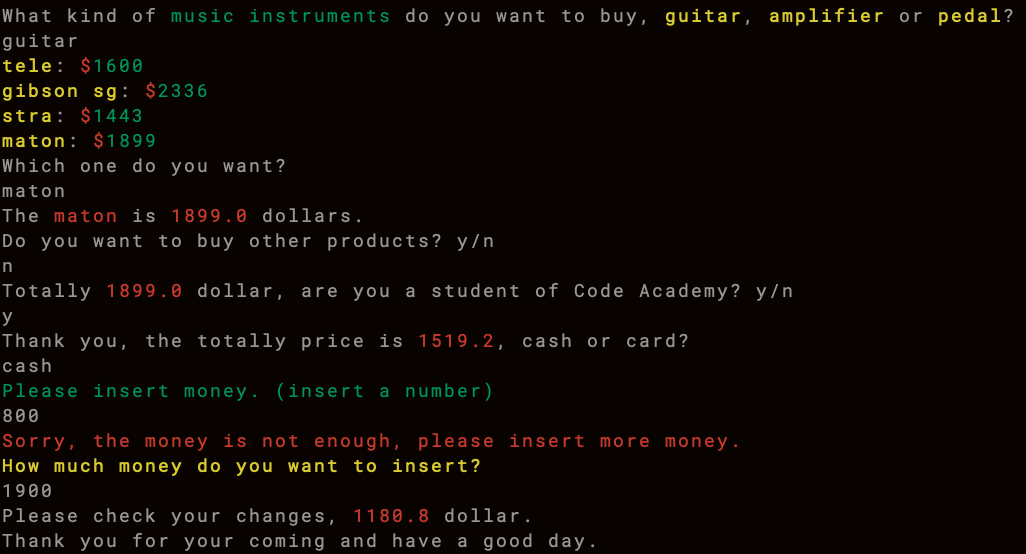 What kind of music instruments do you want to buy, guitar, amplifier or pedal?
guitar
tele: $1600
gibson sg: $2336
stra: $1443
maton: $1899
Which one do you want?
maton
The maton is 1899.0 dollars.
Do you want to buy other products? y/n
n
Totally 1899.0 dollar, are you a student of Code Academy? y/n
y
Thank you, the totally price is 1519.2, cash or card?
cash
Please insert money. (insert a number)
800
Sorry, the money is not enough, please insert more money.
How much money do you want to insert?
1900
Please check your changes, 1180.8 dollar.
Thank you for your coming and have a good day.